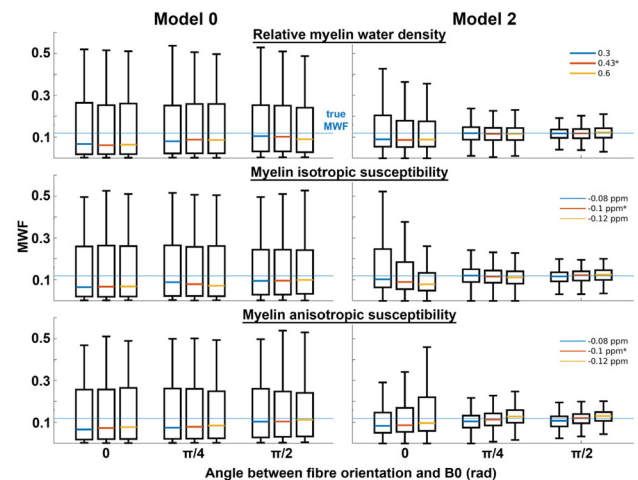 Model 0
Model 2
Relative myelin water density
0.5
0.3
0.1
0.3
0.43*
0.6
true
MWF
Myelin isotropic susceptibility
MWF
0.5
0.3
0.1
-0.08 ppm
-0.1 ppm*
-0.12 ppm
Myelin anisotropic susceptibility
0.5
0.3
0.1
-0.08 ppm
-0.1 ppm*
-0.12 ppm
0 π/4 π/2 0 π/4 π/2
Angle between fibre orientation and B0 (rad)